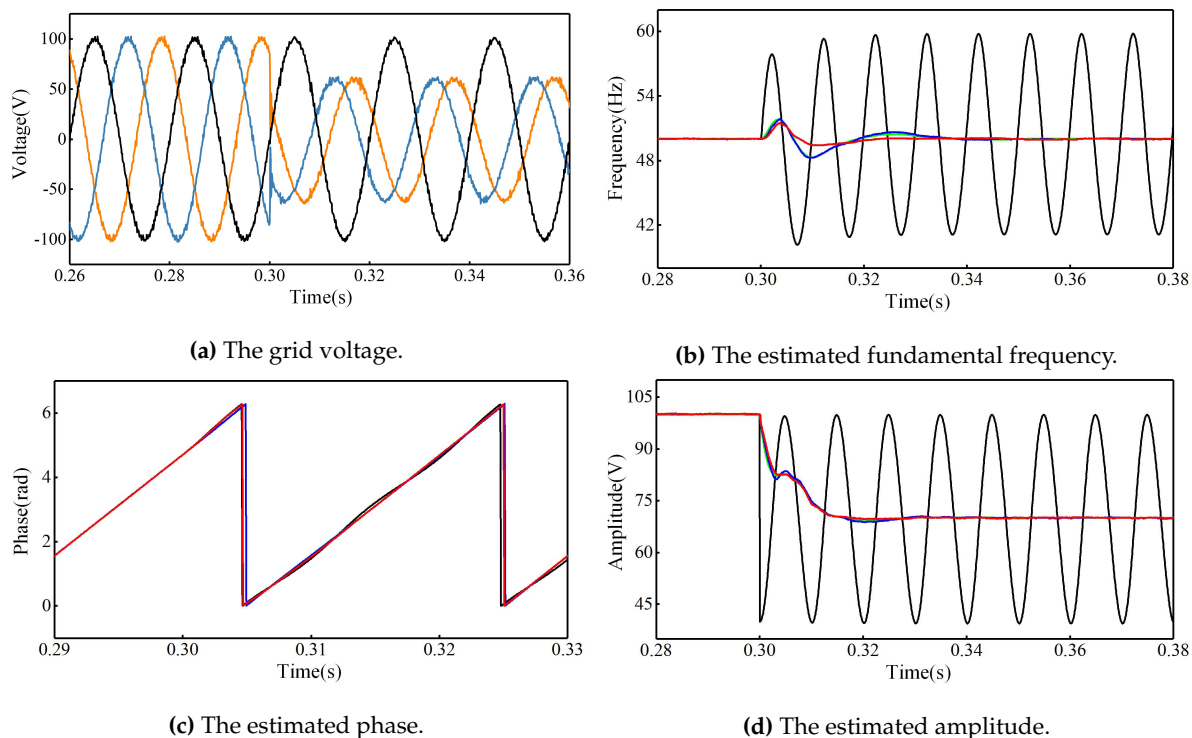 Voltage(V)
100
50
0
-50
-100
0.26 0.28 0.30 0.32 0.34 0.36
Time(s)
(a) The grid voltage.
Frequency(Hz)
60
54
48
42
0.28 0.30 0.32 0.34 0.36 0.38
Time(s)
(b) The estimated fundamental frequency.
Phase(rad)
6
4
2
0
0.29 0.30 0.31 0.32 0.33
Time(s)
(c) The estimated phase.
Amplitude(V)
105
90
75
60
45
0.28 0.30 0.32 0.34 0.36 0.38
Time(s)
(d) The estimated amplitude.